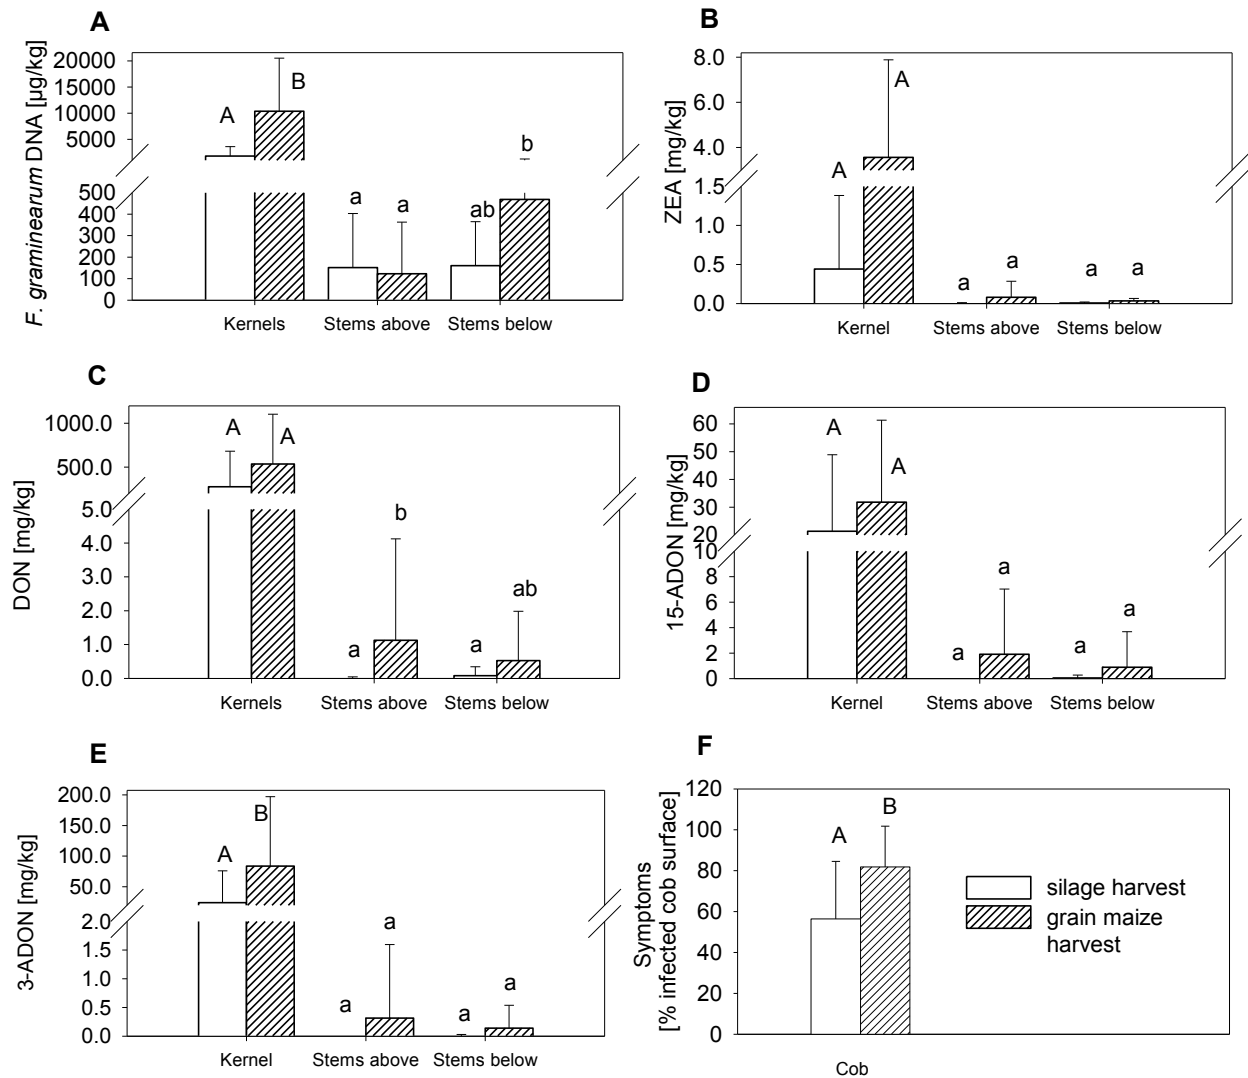 A
F. graminearum DNA [µg/kg]
20000
15000
10000
5000
500
400
300
200
100
0
A
B
a
a
ab
b
Kernels Stems above Stems below
B
ZEA [mg/kg]
8.0
6.0
4.0
1.5
1.0
0.5
0.0
A
A
a
a
a
a
Kernel Stems above Stems below
C
DON [mg/kg]
1000.0
500.0
5.0
4.0
3.0
2.0
1.0
0.0
A
A
a
b
a
ab
Kernels Stems above Stems below
D
15-ADON [mg/kg]
60
50
40
30
20
10
8
6
4
2
0
A
A
a
a
a
a
Kernel Stems above Stems below
E
3-ADON [mg/kg]
200.0
150.0
100.0
50.0
2.0
1.5
1.0
0.5
0.0
A
B
a
a
a
a
Kernel Stems above Stems below
F
Symptoms
[% infected cob surface]
120
100
80
60
40
20
0
A
B
silage harvest
grain maize
harvest
Cob